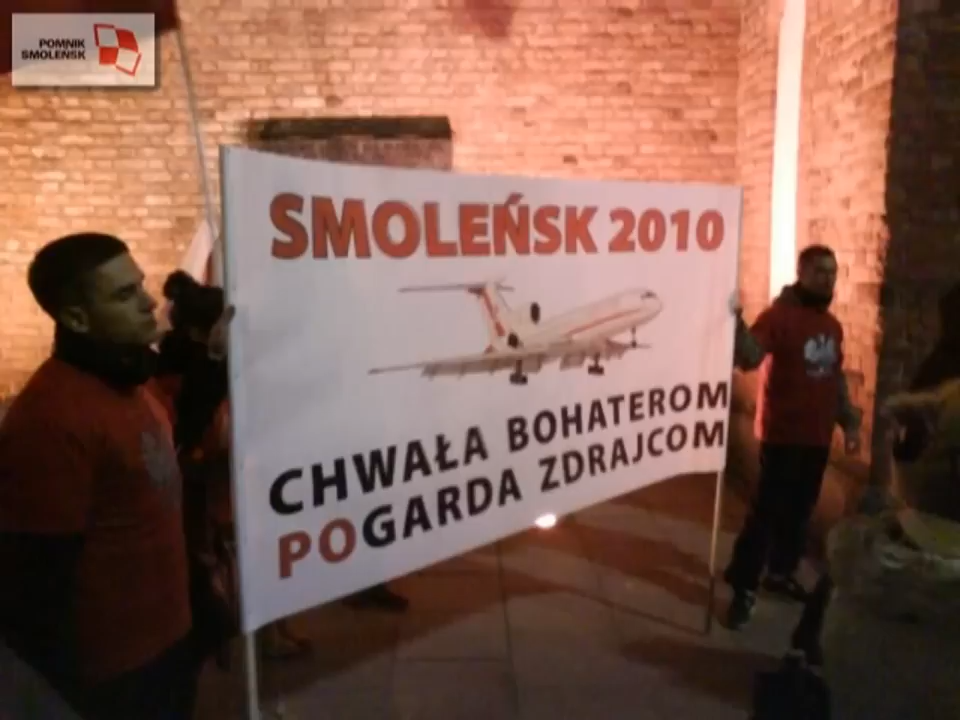 POMNIK
SMOLEŃSK
SMOLEŃSK 2010
CHWAŁA BOHATEROM
POGARDA ZDRAJCOM